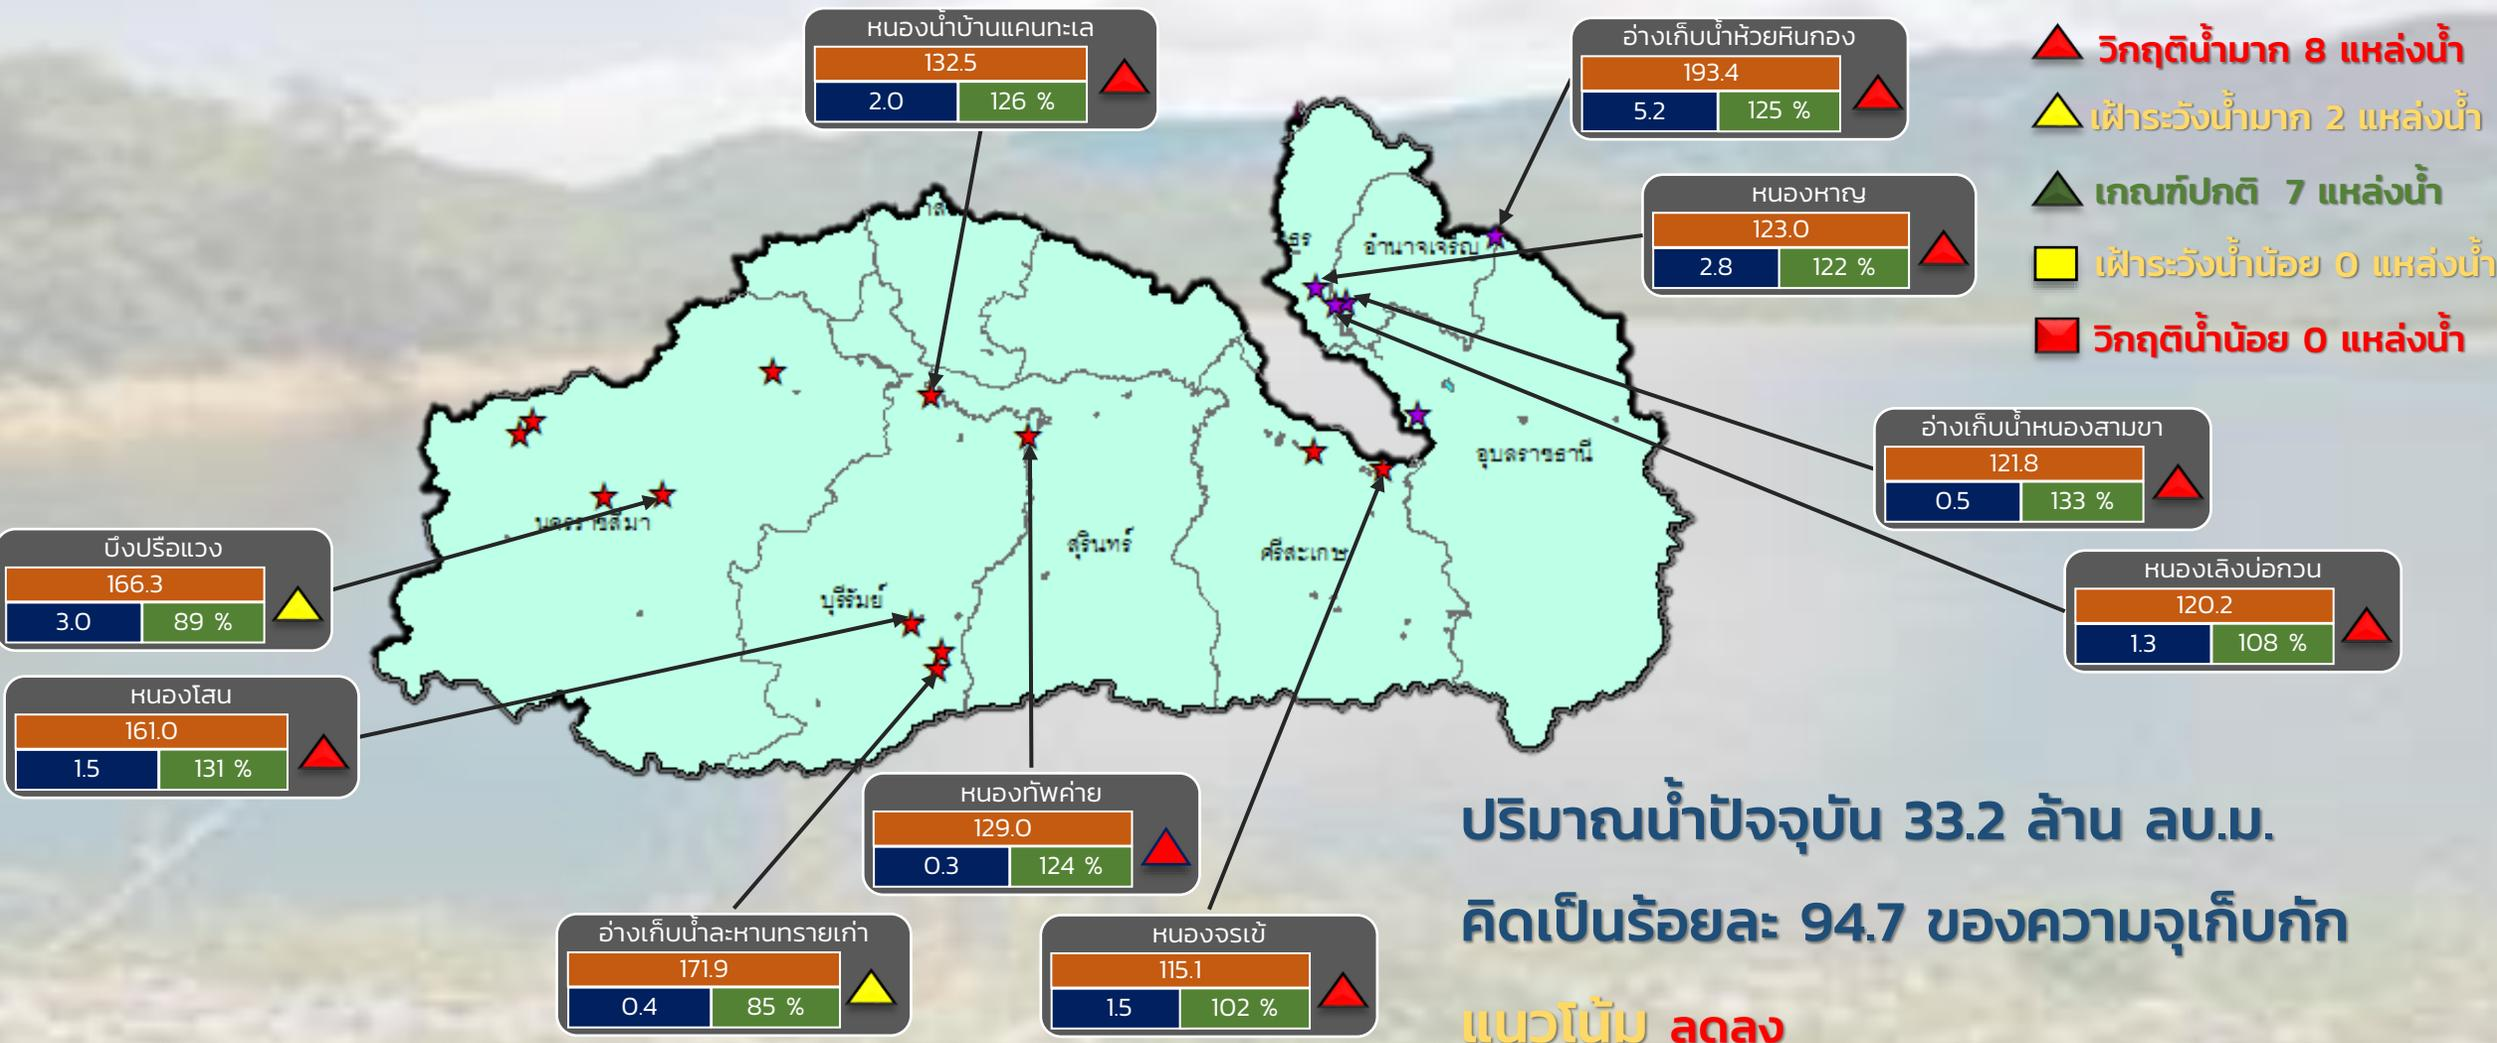 หนองน้ำบ้านแคนทะเล
132.5
2.0 126 %
อ่างเก็บน้ำห้วยหินกอง
193.4
5.2 125 %
หนองหาญ
123.0
2.8 122 %
วิกฤติน้ำมาก 8 แหล่งน้ำ
เฝ้าระวังน้ำมาก 2 แหล่งน้ำ
เกณฑ์ปกติ 7 แหล่งน้ำ
เฝ้าระวังน้ำน้อย 0 แหล่งน้ำ
วิกฤติน้ำน้อย 0 แหล่งน้ำ
ธร
อำนาจเจริญ
อุบลราชธานี
นครราชสีมา
สุรินทร์
ศรีสะเกษ
บุรีรัมย์
อ่างเก็บน้ำหนองสามขา
121.8
0.5 133 %
บึงปรือแวง
166.3
3.0 89 %
หนองเลิงบ่อกวน
120.2
1.3 108 %
หนองโสน
161.0
1.5 131 %
หนองทัพค่าย
129.0
0.3 124 %
อ่างเก็บน้ำละหานทรายเก่า
171.9
0.4 85 %
หนองจรเข้
115.1
1.5 102 %
ปริมาณน้ำปัจจุบัน 33.2 ล้าน ลบ.ม.
คิดเป็นร้อยละ 94.7 ของความจุเก็บกัก
แนวโน้ม ลดลง